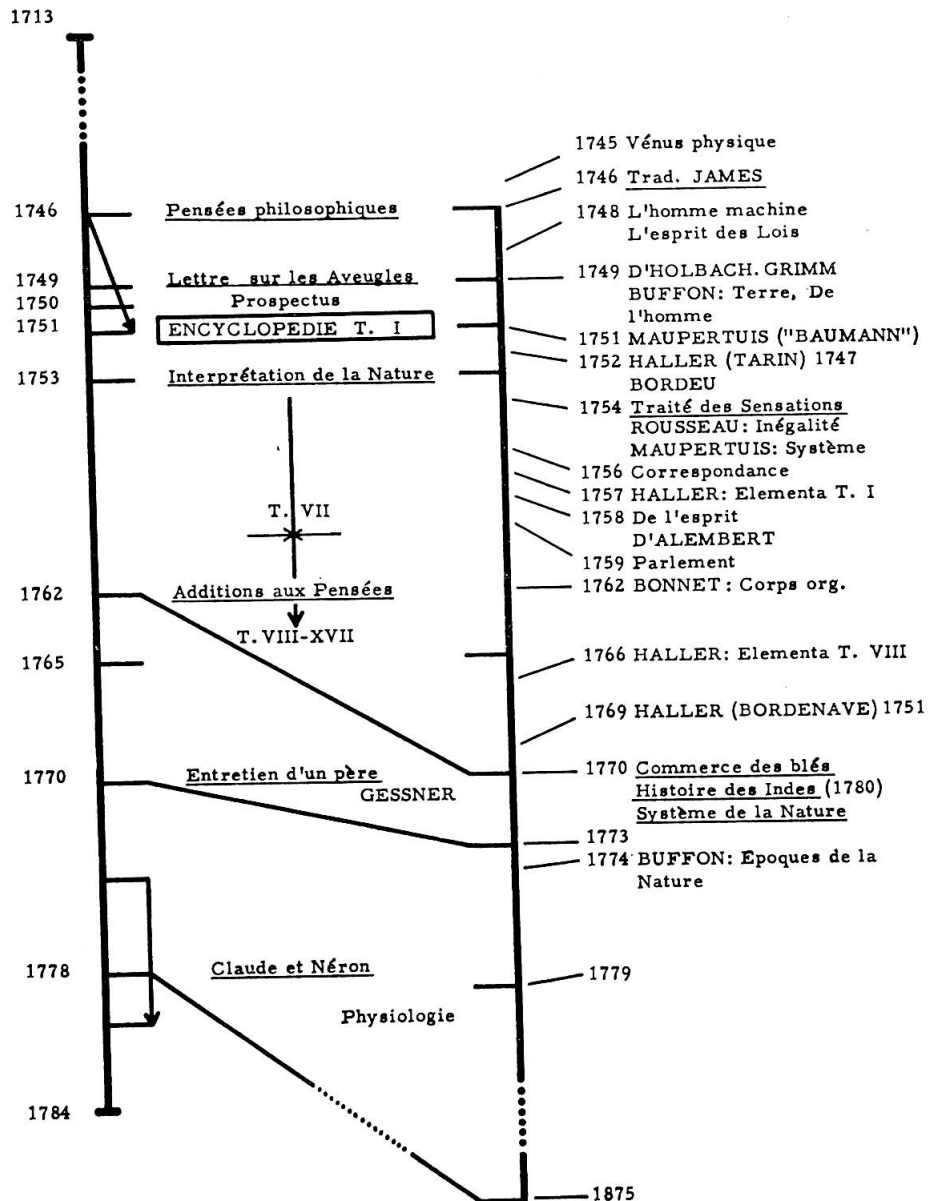 1713
1745 Vénus physique
1746 Trad. JAMES
1746 Pensées philosophiques
1748 L'homme machine
L'esprit des Lois
1749 Lettre sur les Aveugles
1749 D'HOLBACH. GRIMM
BUFFON: Terre, De
l'homme
1750 Prospectus
1751 ENCYCLOPEDIE T. I
1751 MAUPERTUIS ("BAUMANN")
1752 HALLER (TARIN) 1747
BORDEU
1753 Interprétation de la Nature
1754 Traité des Sensations
ROUSSEAU: Inégalité
MAUPERTUIS: Système
1756 Correspondance
1757 HALLER: Elementa T. I
T. VII
1758 De l'esprit
D'ALEMBERT
1759 Parlement
1762 Additions aux Pensées
1762 BONNET : Corps org.
T. VIII-XVII
1765
1766 HALLER: Elementa T. VIII
1769 HALLER (BORDENAVE) 1751
1770 Entretien d'un père
GESSNER
1770 Commerce des blés
Histoire des Indes (1780)
Système de la Nature
1773
1774 BUFFON: Epoques de la
Nature
1778 Claude et Néron
1779
Physiologie
1784
1875